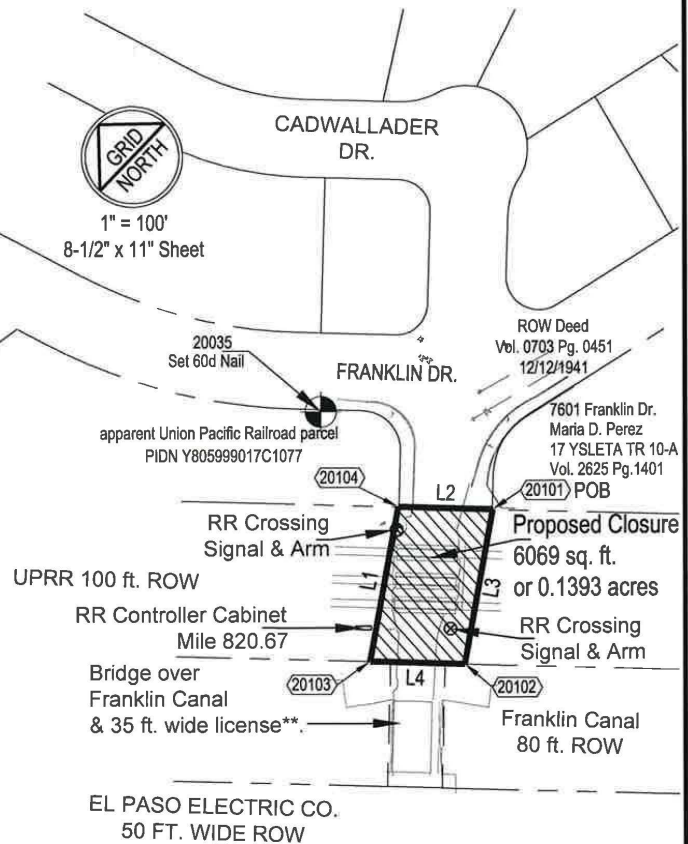 CADWALLADER
DR.
GRID
NORTH
1" = 100'
8-1/2" x 11" Sheet
20035
Set 60d Nail
FRANKLIN DR.
ROW Deed
Vol. 0703 Pg. 0451
12/12/1941
apparent Union Pacific Railroad parcel
PIDN Y805999017C1077
7601 Franklin Dr.
Maria D. Perez
17 YSLETA TR 10-A
Vol. 2625 Pg.1401
20104
L2
20101 POB
RR Crossing
Signal & Arm
Proposed Closure
6069 sq. ft.
or 0.1393 acres
UPRR 100 ft. ROW
L1
L3
RR Controller Cabinet
Mile 820.67
RR Crossing
Signal & Arm
20103
L4
20102
Bridge over
Franklin Canal
& 35 ft. wide license**.
Franklin Canal
80 ft. ROW
EL PASO ELECTRIC CO.
50 FT. WIDE ROW